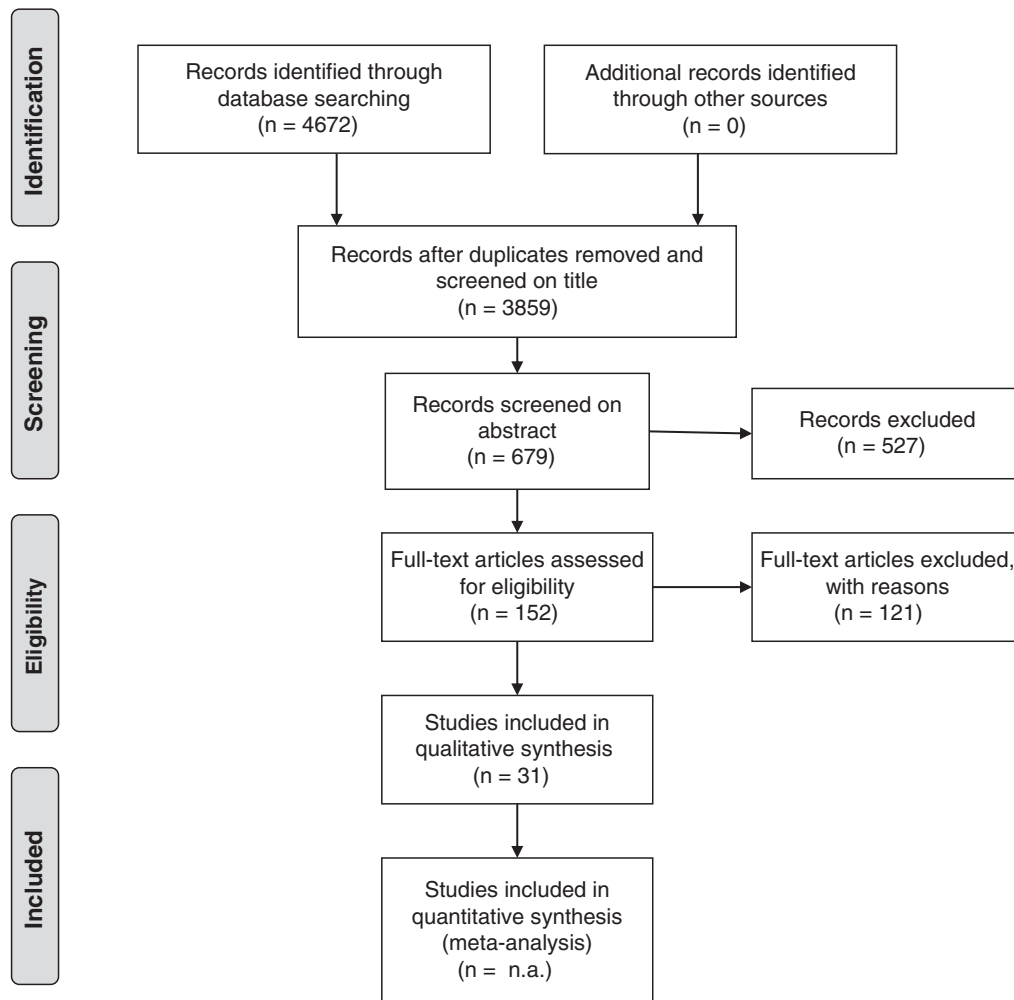 Identification
Records identified through
database searching
(n = 4672)
Additional records identified
through other sources
(n = 0)
Screening
Records after duplicates removed and
screened on title
(n = 3859)
Records screened on
abstract
(n = 679)
Records excluded
(n = 527)
Eligibility
Full-text articles assessed
for eligibility
(n = 152)
Full-text articles excluded,
with reasons
(n = 121)
Studies included in
qualitative synthesis
(n = 31)
Included
Studies included in
quantitative synthesis
(meta-analysis)
(n = n.a.)